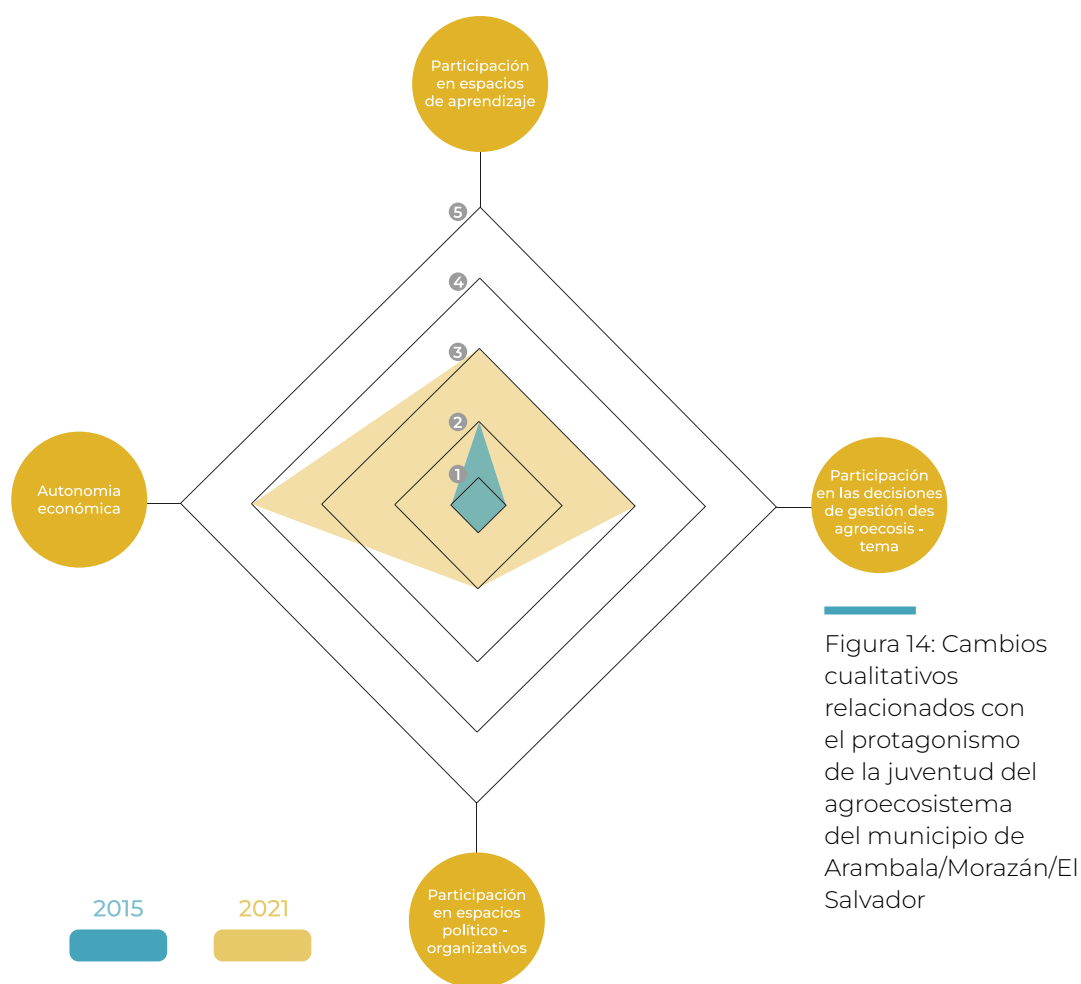 Participación
en espacios
de aprendizaje
5
4
3
2
1
Autonomia
económica
Participación
en las decisiones
de gestión des
agroecosis -
tema
Participación
en espacios
político -
organizativos
2015
2021
Figura 14: Cambios
cualitativos
relacionados con
el protagonismo
de la juventud del
agroecosistema
del municipio de
Arambala/Morazán/El
Salvador